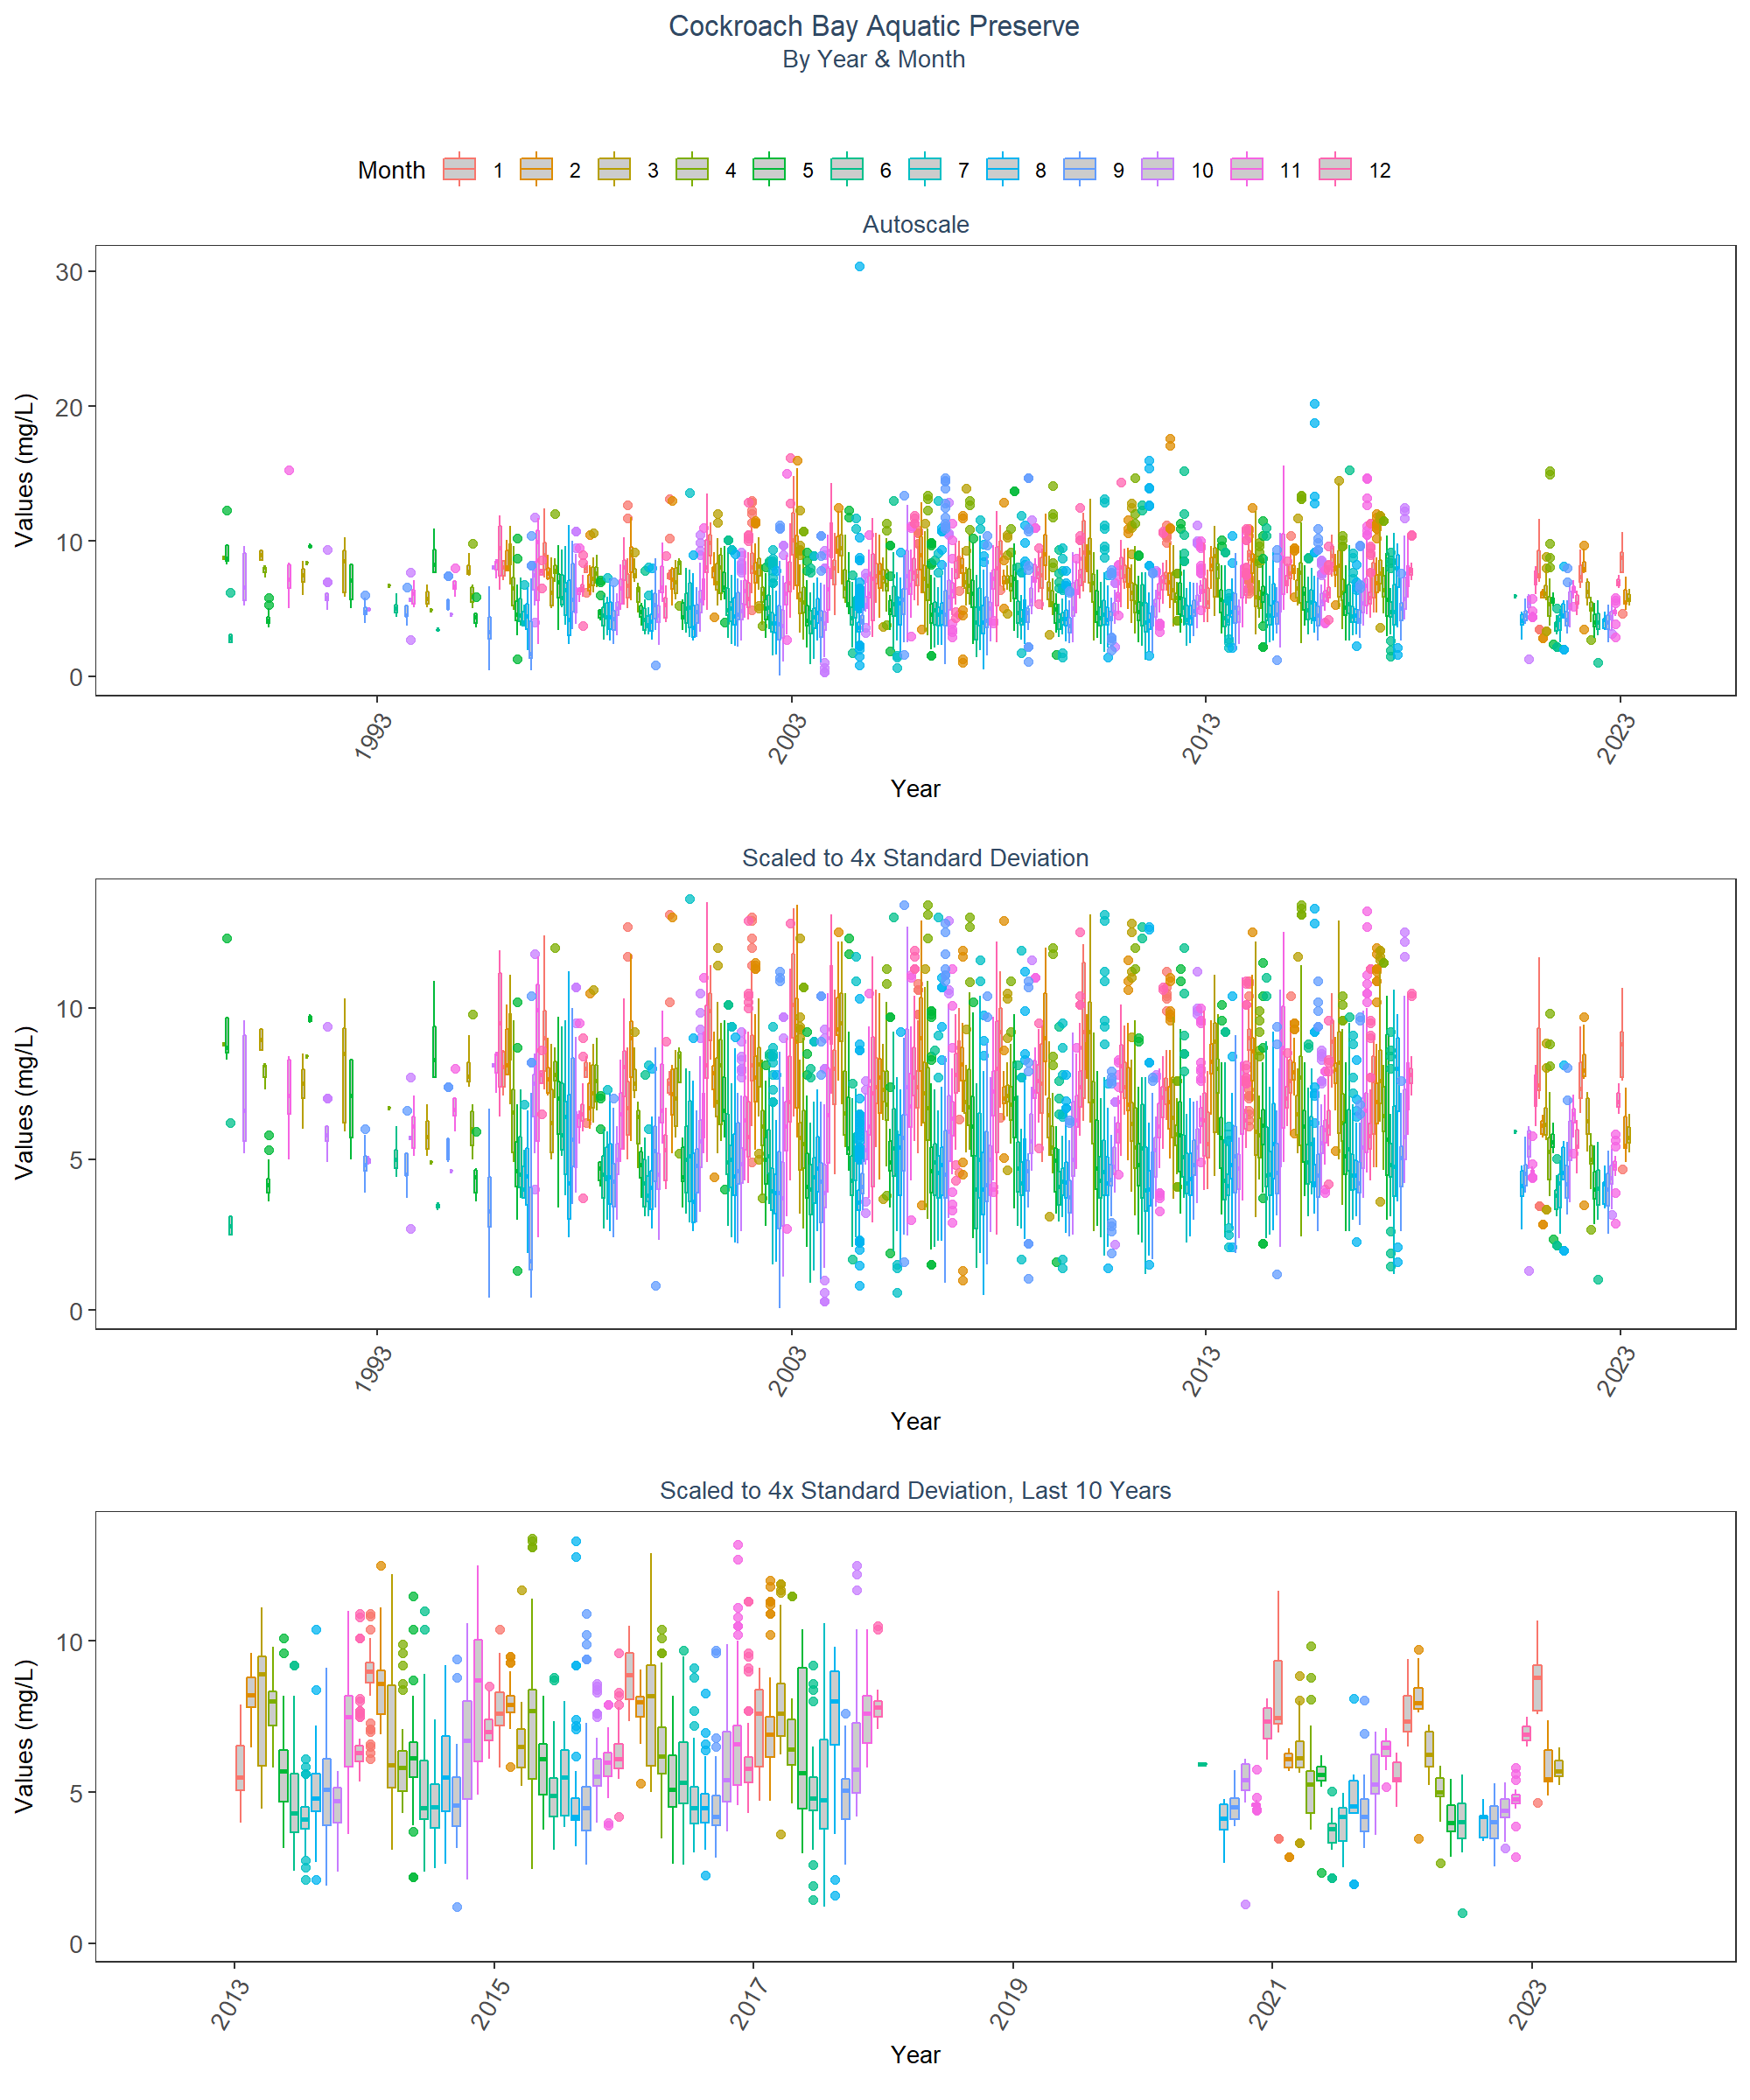 Cockroach Bay Aquatic Preserve
By Year & Month
Month 1 2 3 4 5 6 7 8 9 10 11 12
Autoscale
Values (mg/L)
30
20
10
0
1993 2003 2013 2023
Year
Scaled to 4x Standard Deviation
Values (mg/L)
10
5
0
1993 2003 2013 2023
Year
Scaled to 4x Standard Deviation, Last 10 Years
Values (mg/L)
10
5
0
2013 2015 2017 2019 2021 2023
Year